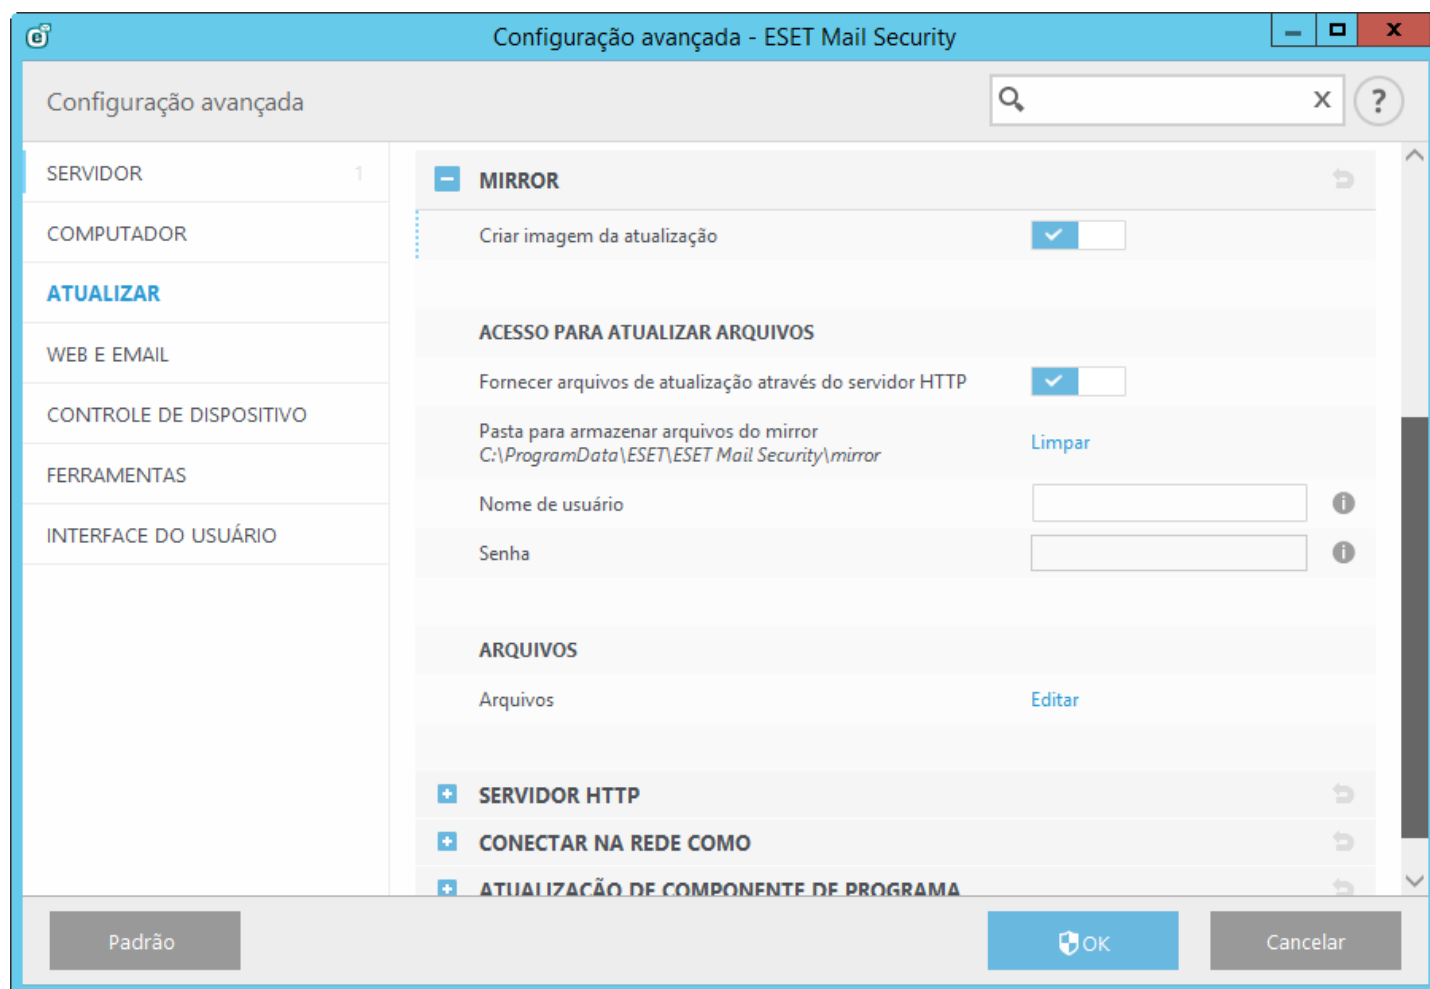 Configuração avançada - ESET Mail Security
Configuração avançada
SERVIDOR 1
COMPUTADOR
ATUALIZAR
WEB E EMAIL
CONTROLE DE DISPOSITIVO
FERRAMENTAS
INTERFACE DO USUÁRIO
MIRROR
Criar imagem da atualização
ACESSO PARA ATUALIZAR ARQUIVOS
Fornecer arquivos de atualização através do servidor HTTP
Pasta para armazenar arquivos do mirror
C:\ProgramData\ESET\ESET Mail Security\mirror
Limpar
Nome de usuário
Senha
ARQUIVOS
Arquivos Editar
SERVIDOR HTTP
CONECTAR NA REDE COMO
ATUALIZAÇÃO DE COMPONENTE DE PROGRAMA
Padrão
OK
Cancelar